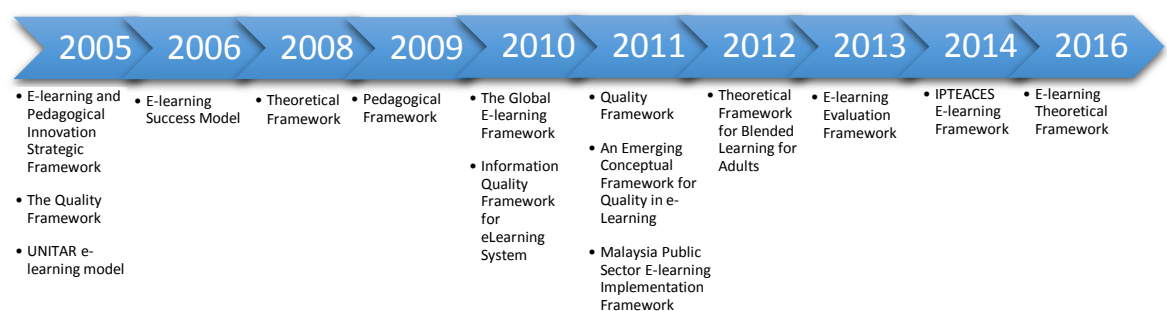 2005 2006 2008 2009 2010 2011 2012 2013 2014 2016
• E-learning and
Pedagogical
Innovation
Strategic
Framework
• The Quality
Framework
• UNITAR e-
learning model
• E-learning
Success Model
• Theoretical
Framework
• Pedagogical
Framework
• The Global
E-learning
Framework
• Information
Quality
Framework
for
eLearning
System
• Quality
Framework
• An Emerging
Conceptual
Framework for
Quality in e-
Learning
• Malaysia Public
Sector E-learning
Implementation
Framework
• Theoretical
Framework
for Blended
Learning for
Adults
• E-learning
Evaluation
Framework
• IPTEACES
E-learning
Framework
• E-learning
Theoretical
Framework